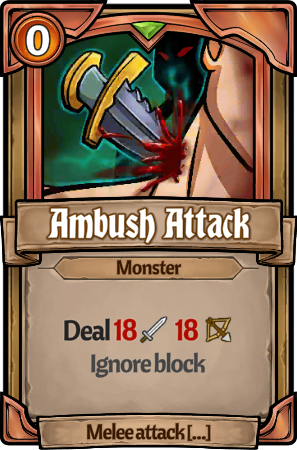 0
Ambush Attack
Monster
Deal 18 18
Ignore block
Melee attack [...]